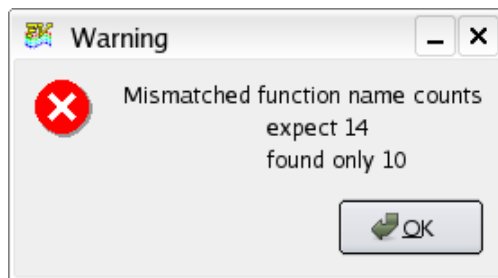 Warning
Mismatched function name counts
expect 14
found only 10
OK